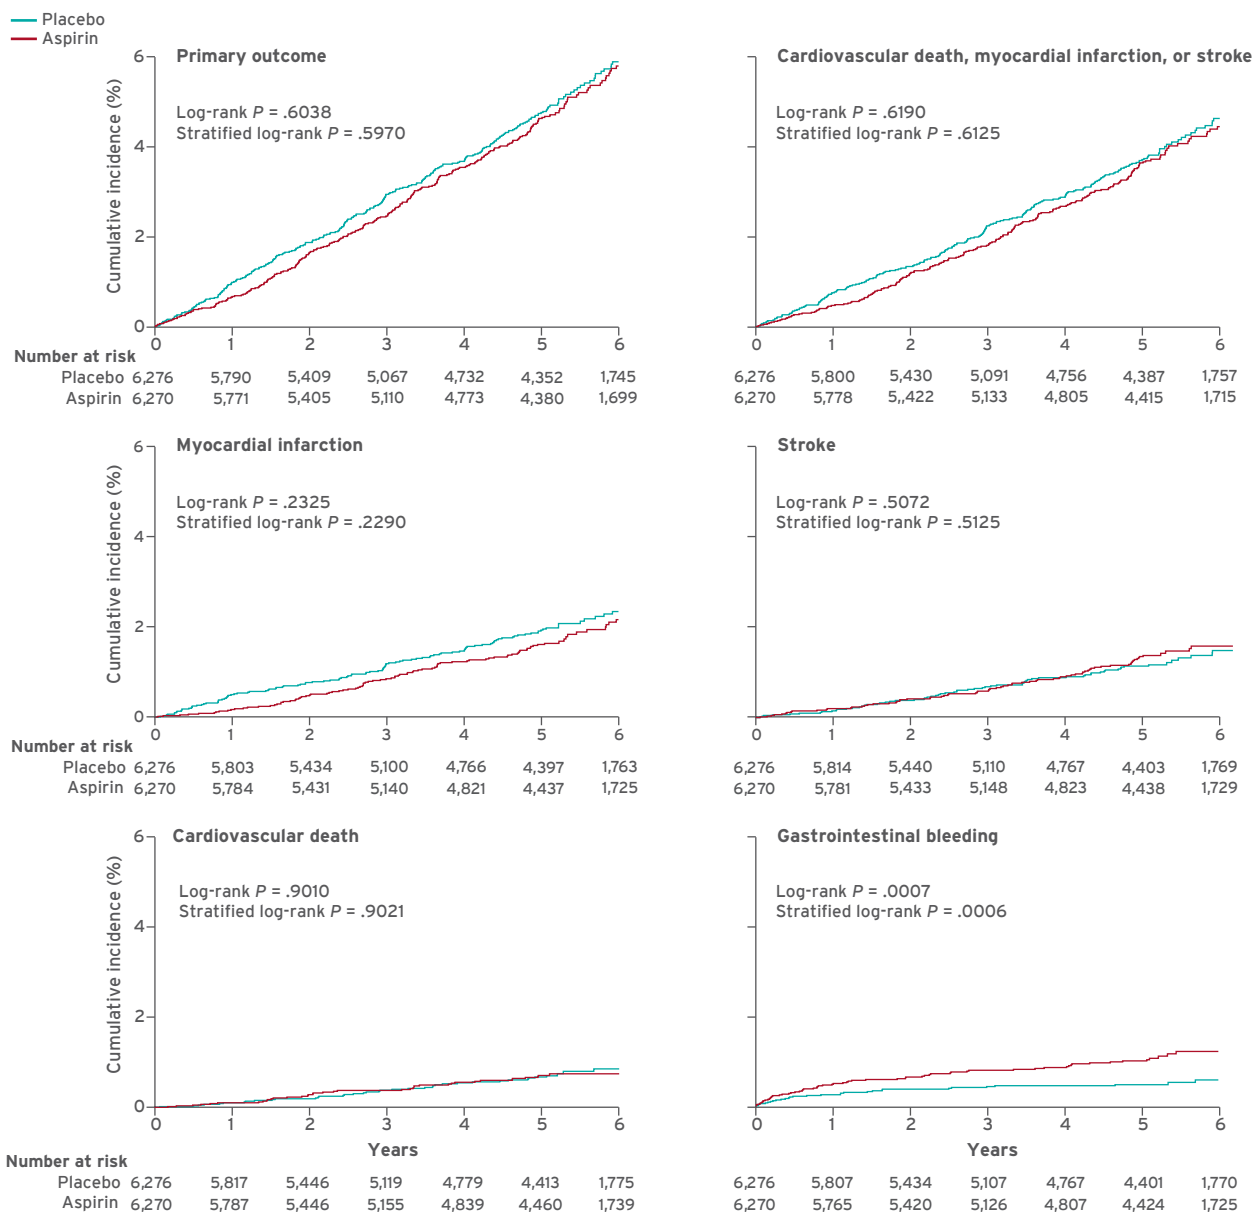 Placebo
Aspirin
Primary outcome
Log-rank P = .6038
Stratified log-rank P = .5970
Cumulative incidence (%)
6
4
2
0
0 1 2 3 4 5 6
Number at risk
Placebo 6,276 5,790 5,409 5,067 4,732 4,352 1,745
Aspirin 6,270 5,771 5,405 5,110 4,773 4,380 1,699
Cardiovascular death, myocardial infarction, or stroke
Log-rank P = .6190
Stratified log-rank P = .6125
0 1 2 3 4 5 6
6,276 5,800 5,430 5,091 4,756 4,387 1,757
6,270 5,778 5,,422 5,133 4,805 4,415 1,715
Myocardial infarction
Log-rank P = .2325
Stratified log-rank P = .2290
Cumulative incidence (%)
6
4
2
0
0 1 2 3 4 5 6
Number at risk
Placebo 6,276 5,803 5,434 5,100 4,766 4,397 1,763
Aspirin 6,270 5,784 5,431 5,140 4,821 4,437 1,725
Stroke
Log-rank P = .5072
Stratified log-rank P = .5125
0 1 2 3 4 5 6
6,276 5,814 5,440 5,110 4,767 4,403 1,769
6,270 5,781 5,433 5,148 4,823 4,438 1,729
Cardiovascular death
Log-rank P = .9010
Stratified log-rank P = .9021
Cumulative incidence (%)
6
4
2
0
0 1 2 3 4 5 6
Years
Number at risk
Placebo 6,276 5,817 5,446 5,119 4,779 4,413 1,775
Aspirin 6,270 5,787 5,446 5,155 4,839 4,460 1,739
Gastrointestinal bleeding
Log-rank P = .0007
Stratified log-rank P = .0006
0 1 2 3 4 5 6
Years
6,276 5,807 5,434 5,107 4,767 4,401 1,770
6,270 5,765 5,420 5,126 4,807 4,424 1,725